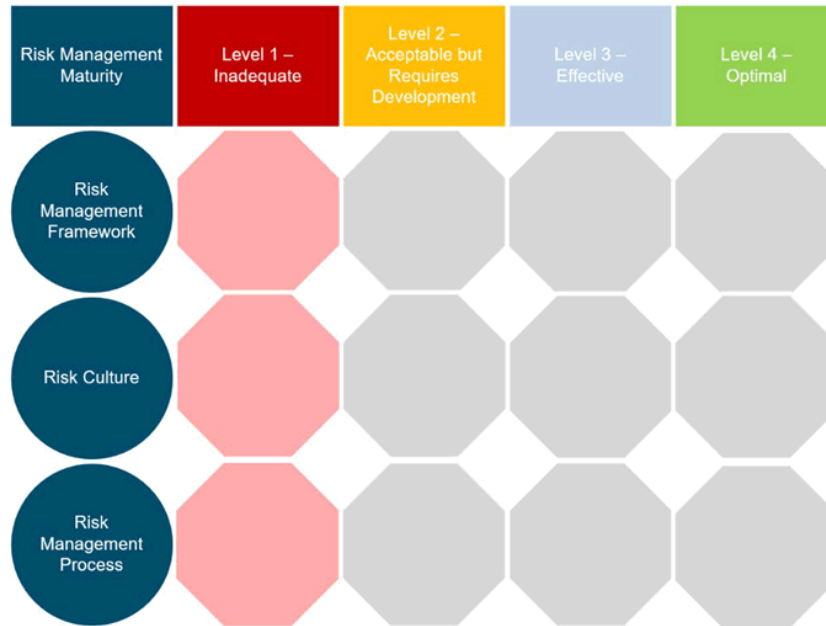 Risk Management
Maturity
Level 1 –
Inadequate
Level 2 –
Acceptable but
Requires
Development
Level 3 –
Effective
Level 4 –
Optimal
Risk
Management
Framework
Risk Culture
Risk
Management
Process